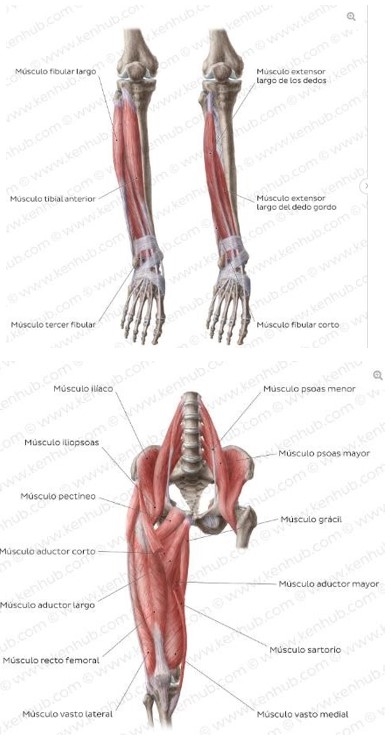 Músculo fibular largo
Músculo extensor
largo de los dedos
Músculo tibial anterior
Músculo extensor
largo del dedo gordo
Músculo tercer fibular
Músculo fibular corto
Músculo ilíaco
Músculo psoas menor
Músculo iliopsoas
Músculo psoas mayor
Músculo pectíneo
Músculo grácil
Músculo aductor corto
Músculo aductor mayor
Músculo aductor largo
Músculo sartorio
Músculo recto femoral
Músculo vasto lateral
Músculo vasto medial
© www.kenhub.com